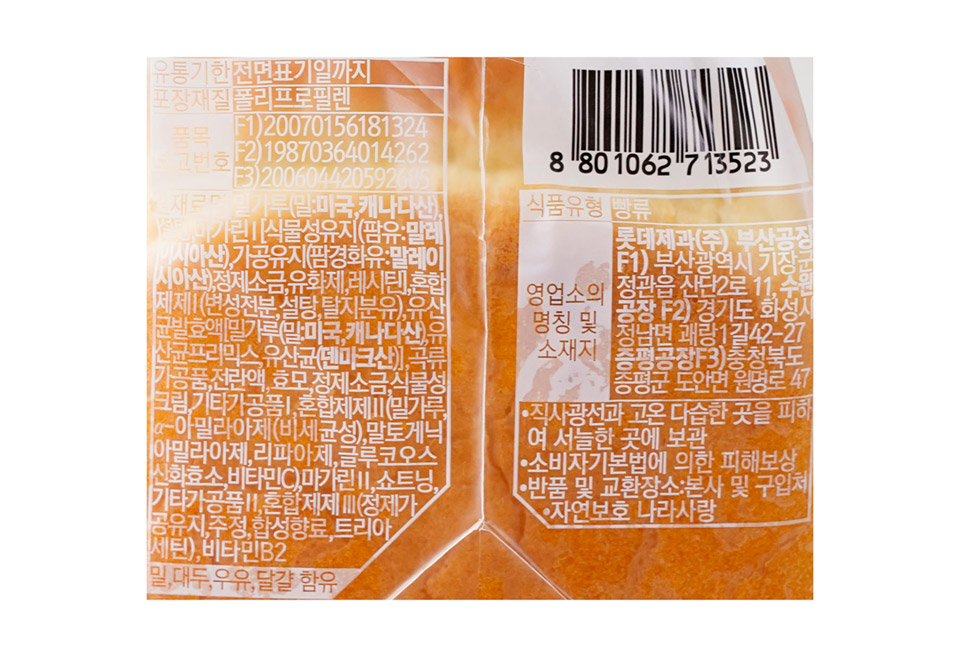 유통기한 전면표기일까지
포장재질 폴리프로필렌
품목
보고번호
F1)20070156181324
F2)19870364014262
F3)200604420592
재료명 밀가루(밀:미국,캐나다산),
마가린Ⅰ[식물성유지(팜유:말레
이시아산),가공유지(팜경화유:말레이
시아산),정제소금,유화제,레시틴],혼합
제제Ⅰ(변성전분,설탕,탈지분유),유산
균발효액[밀가루(밀:미국,캐나다산),유
산균프리믹스,유산균(덴마크산)],곡류
가공품,전란액,효모,정제소금,식물성
크림,기타가공품Ⅰ,혼합제제Ⅱ(밀가루,
α-아밀라아제(비세균성),말토게닉
아밀라아제,리파아제,글루코오스
산화효소,비타민C),마가린Ⅱ,쇼트닝,
기타가공품Ⅱ,혼합제제Ⅲ(정제가
공유지,주정,합성향료,트리아
세틴),비타민B2
밀,대두,우유,달걀 함유
8 801062 713523
식품유형 빵류
영업소의
명칭 및
소재지
롯데제과(주) 부산공장
F1) 부산광역시 기장군
정관읍 산단2로 11, 수원
공장 F2) 경기도 화성시
정남면 괘랑1길42-27
증평공장F3)충청북도
증평군 도안면 원명로 47
•직사광선과 고온 다습한 곳을 피하
여 서늘한 곳에 보관
•소비자기본법에 의한 피해보상
•반품 및 교환장소:본사 및 구입처
•자연보호 나라사랑